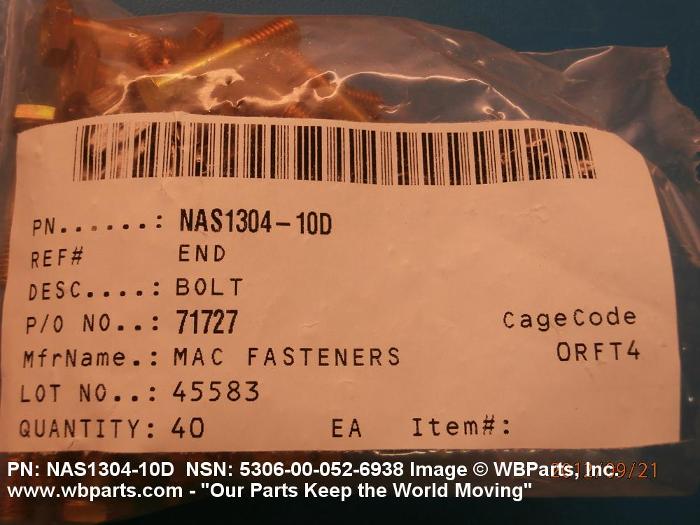 PN......: NAS1304-10D
REF# END
DESC....: BOLT
P/O NO..: 71727 CageCode
MfrName.: MAC FASTENERS 0RFT4
LOT NO..: 45583
QUANTITY: 40 EA Item#:
PN: NAS1304-10D NSN: 5306-00-052-6938 Image © WBParts, Inc.
www.wbparts.com - "Our Parts Keep the World Moving"